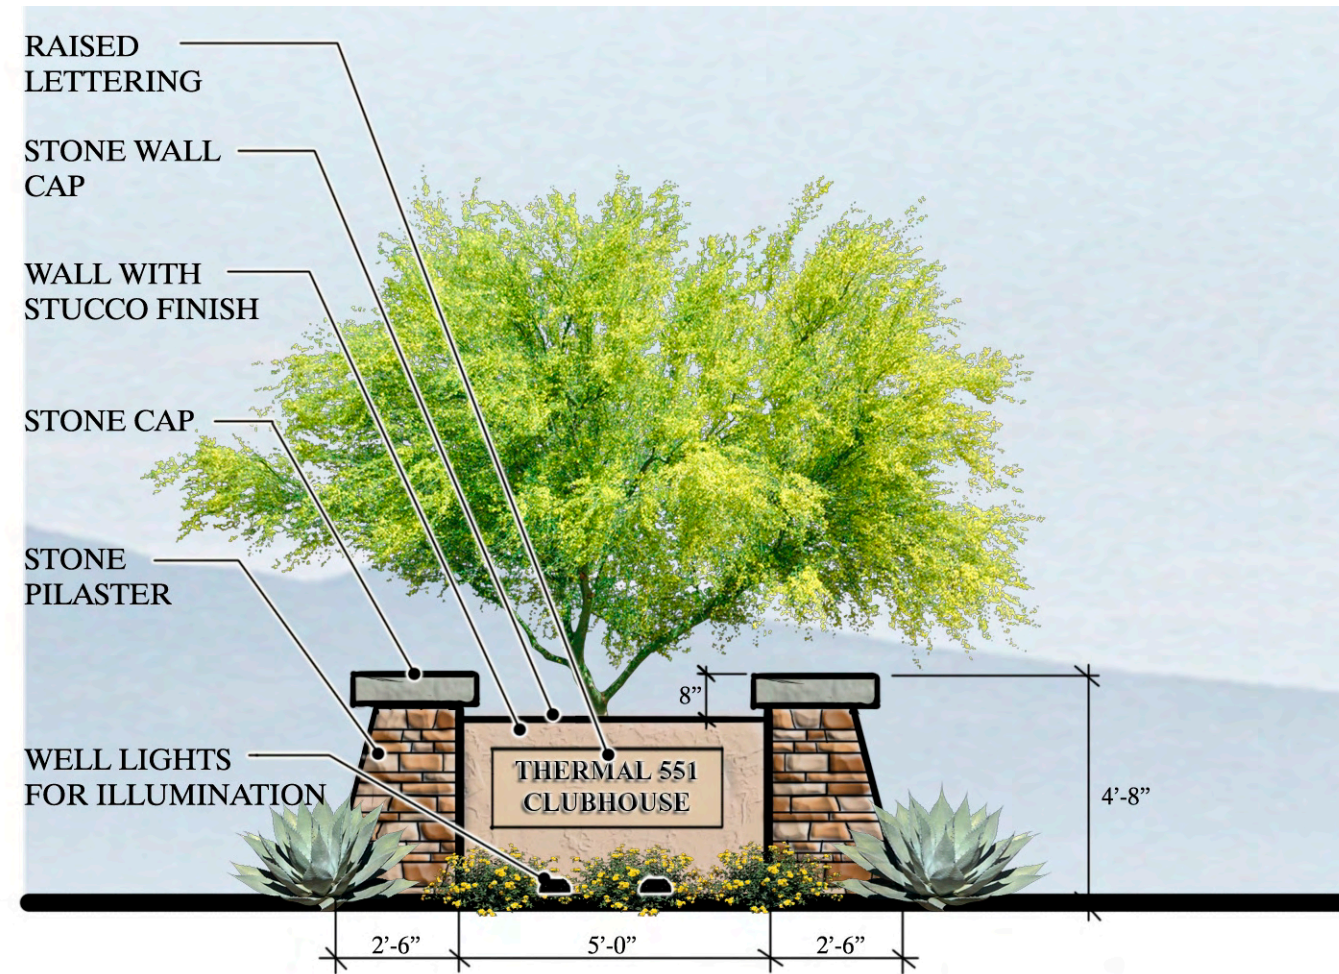 RAISED
LETTERING
STONE WALL
CAP
WALL WITH
STUCCO FINISH
STONE CAP
STONE
PILASTER
WELL LIGHTS
FOR ILLUMINATION
8”
THERMAL 551
CLUBHOUSE
4’-8”
2’-6”
5’-0”
2’-6”